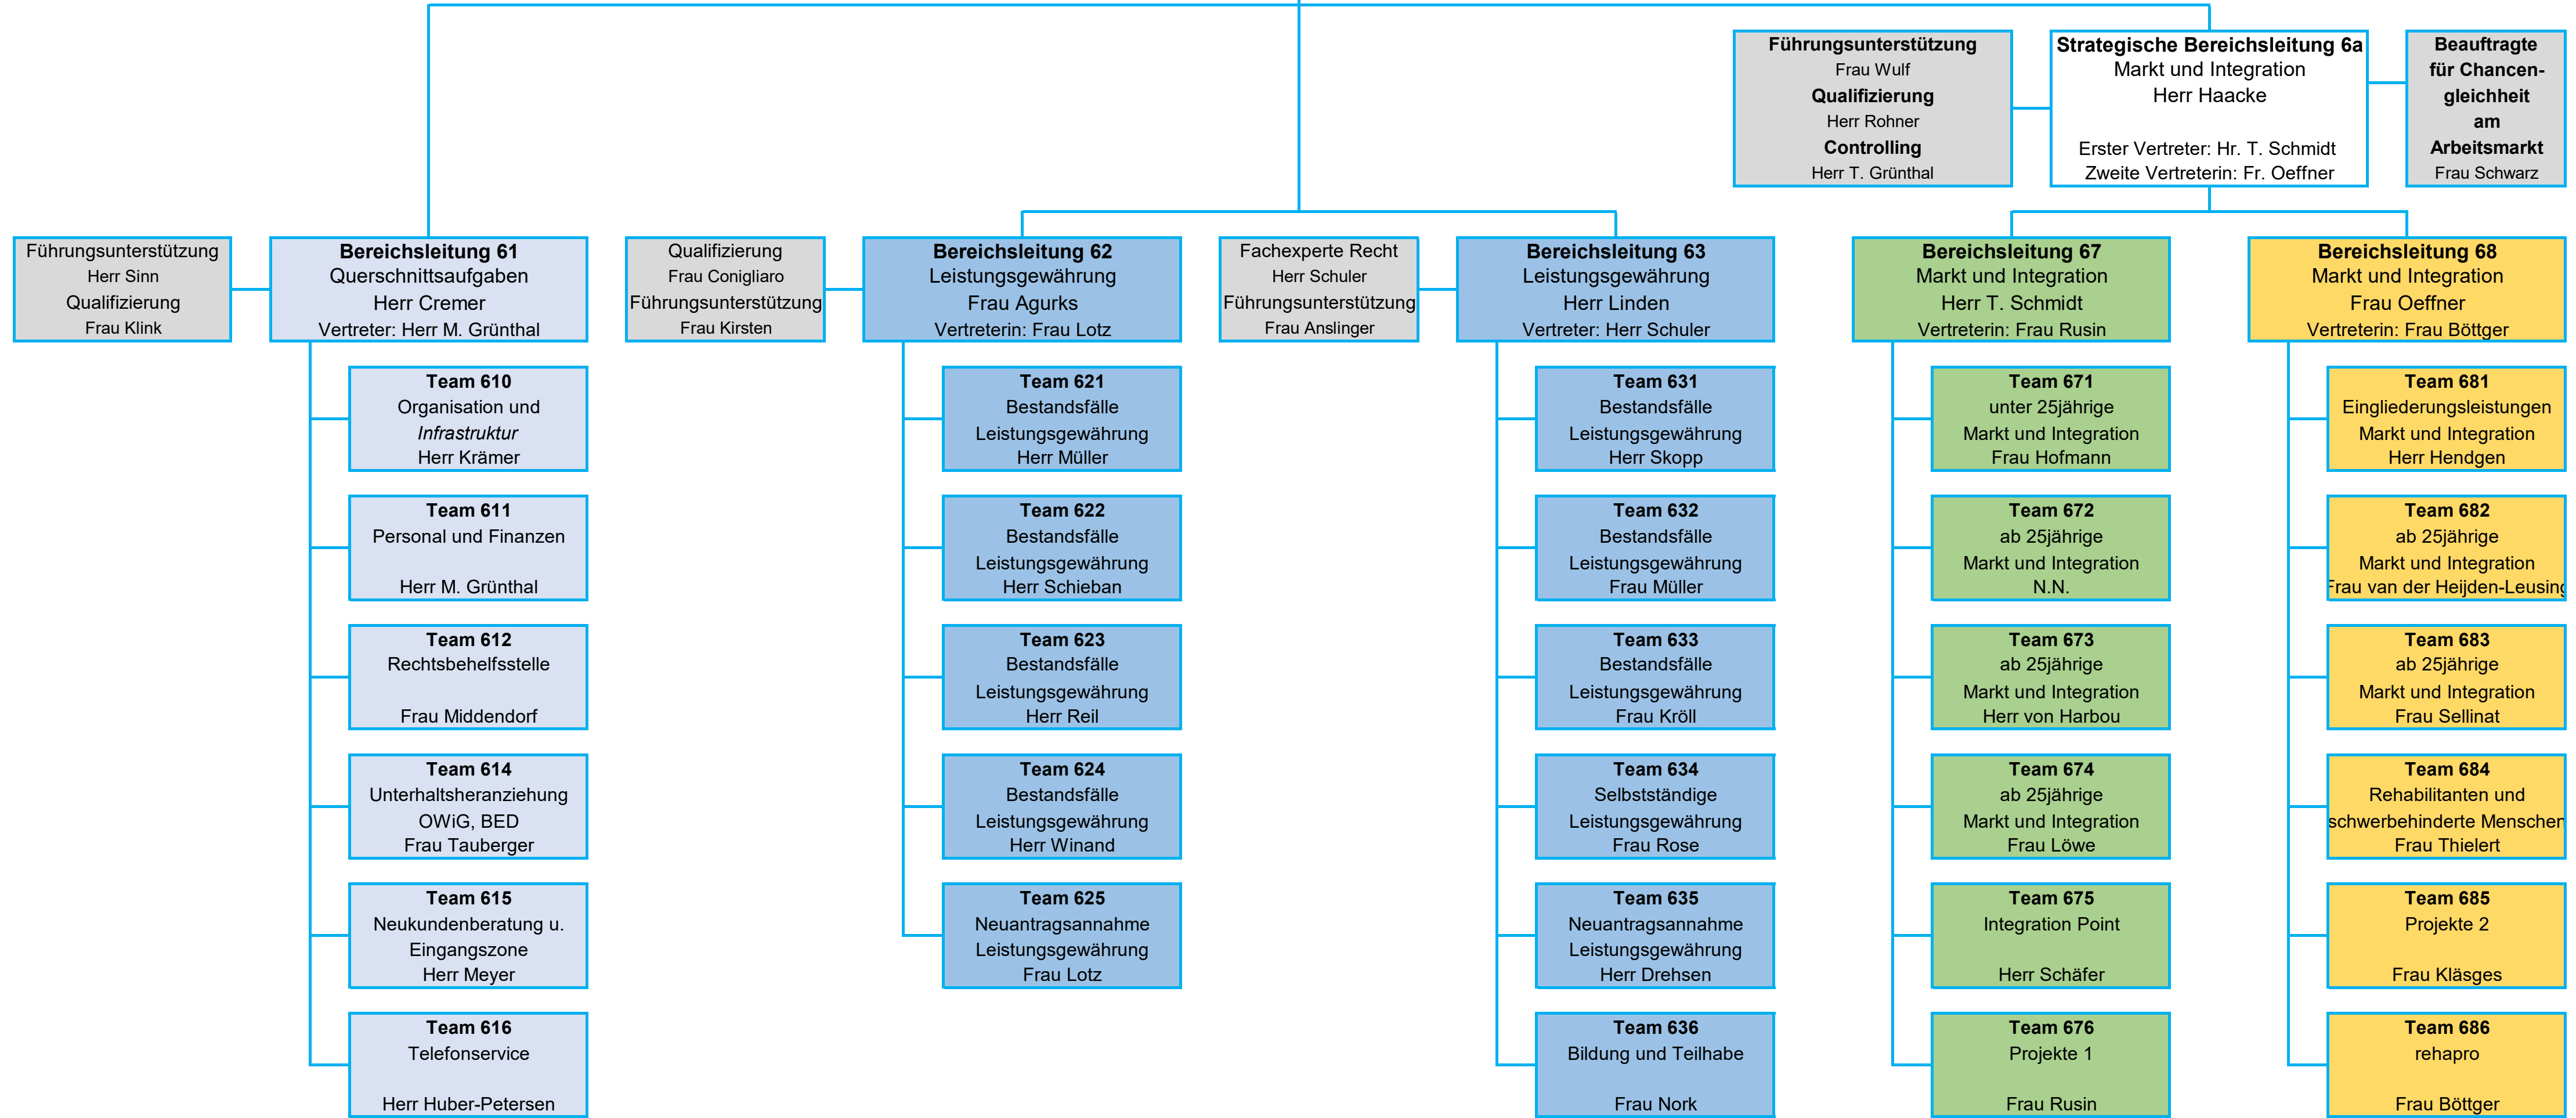 Führungsunterstützung
Frau Wulf
Qualifizierung
Herr Rohner
Controlling
Herr T. Grünthal
Strategische Bereichsleitung 6a
Markt und Integration
Herr Haacke
Erster Vertreter: Hr. T. Schmidt
Zweite Vertreterin: Fr. Oeffner
Beauftragte
für Chancen-
gleichheit
am
Arbeitsmarkt
Frau Schwarz
Führungsunterstützung
Herr Sinn
Qualifizierung
Frau Klink
Bereichsleitung 61
Querschnittsaufgaben
Herr Cremer
Vertreter: Herr M. Grünthal
Team 610
Organisation und
Infrastruktur
Herr Krämer
Team 611
Personal und Finanzen
Herr M. Grünthal
Team 612
Rechtsbehelfsstelle
Frau Middendorf
Team 614
Unterhaltsheranziehung
OWiG, BED
Frau Tauberger
Team 615
Neukundenberatung u.
Eingangszone
Herr Meyer
Team 616
Telefonservice
Herr Huber-Petersen
Qualifizierung
Frau Conigliaro
Führungsunterstützung
Frau Kirsten
Bereichsleitung 62
Leistungsgewährung
Frau Agurks
Vertreterin: Frau Lotz
Team 621
Bestandsfälle
Leistungsgewährung
Herr Müller
Team 622
Bestandsfälle
Leistungsgewährung
Herr Schieban
Team 623
Bestandsfälle
Leistungsgewährung
Herr Reil
Team 624
Bestandsfälle
Leistungsgewährung
Herr Winand
Team 625
Neuantragsannahme
Leistungsgewährung
Frau Lotz
Fachexperte Recht
Herr Schuler
Führungsunterstützung
Frau Anslinger
Bereichsleitung 63
Leistungsgewährung
Herr Linden
Vertreter: Herr Schuler
Team 631
Bestandsfälle
Leistungsgewährung
Herr Skopp
Team 632
Bestandsfälle
Leistungsgewährung
Frau Müller
Team 633
Bestandsfälle
Leistungsgewährung
Frau Kröll
Team 634
Selbstständige
Leistungsgewährung
Frau Rose
Team 635
Neuantragsannahme
Leistungsgewährung
Herr Drehsen
Team 636
Bildung und Teilhabe
Frau Nork
Bereichsleitung 67
Markt und Integration
Herr T. Schmidt
Vertreterin: Frau Rusin
Team 671
unter 25jährige
Markt und Integration
Frau Hofmann
Team 672
ab 25jährige
Markt und Integration
N.N.
Team 673
ab 25jährige
Markt und Integration
Herr von Harbou
Team 674
ab 25jährige
Markt und Integration
Frau Löwe
Team 675
Integration Point
Herr Schäfer
Team 676
Projekte 1
Frau Rusin
Bereichsleitung 68
Markt und Integration
Frau Oeffner
Vertreterin: Frau Böttger
Team 681
Eingliederungsleistungen
Markt und Integration
Herr Hendgen
Team 682
ab 25jährige
Markt und Integration
Frau van der Heijden-Leusing
Team 683
ab 25jährige
Markt und Integration
Frau Sellinat
Team 684
Rehabilitanten und
schwerbehinderte Menschen
Frau Thielert
Team 685
Projekte 2
Frau Kläsges
Team 686
rehapro
Frau Böttger